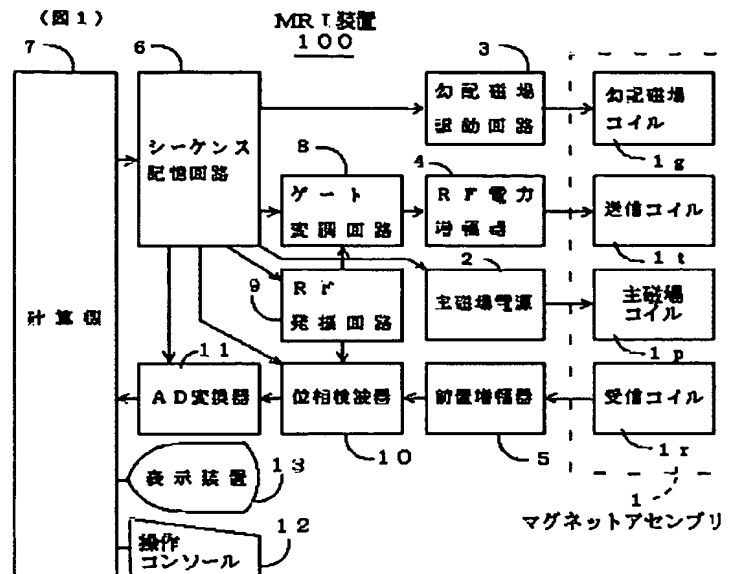 (図1)
MRI装置
100
7
6
3
勾配磁場
駆動回路
勾配磁場
コイル
1g
シーケンス
記憶回路
8
ゲート
変調回路
4
RF電力
増幅器
送信コイル
1t
9
RF
発振回路
2
主磁場電源
主磁場
コイル
1p
計算機
11
AD変換器
位相検波器
10
前置増幅器
5
受信コイル
1r
表示装置
13
1
マグネットアセンブリ
操作
コンソール
12